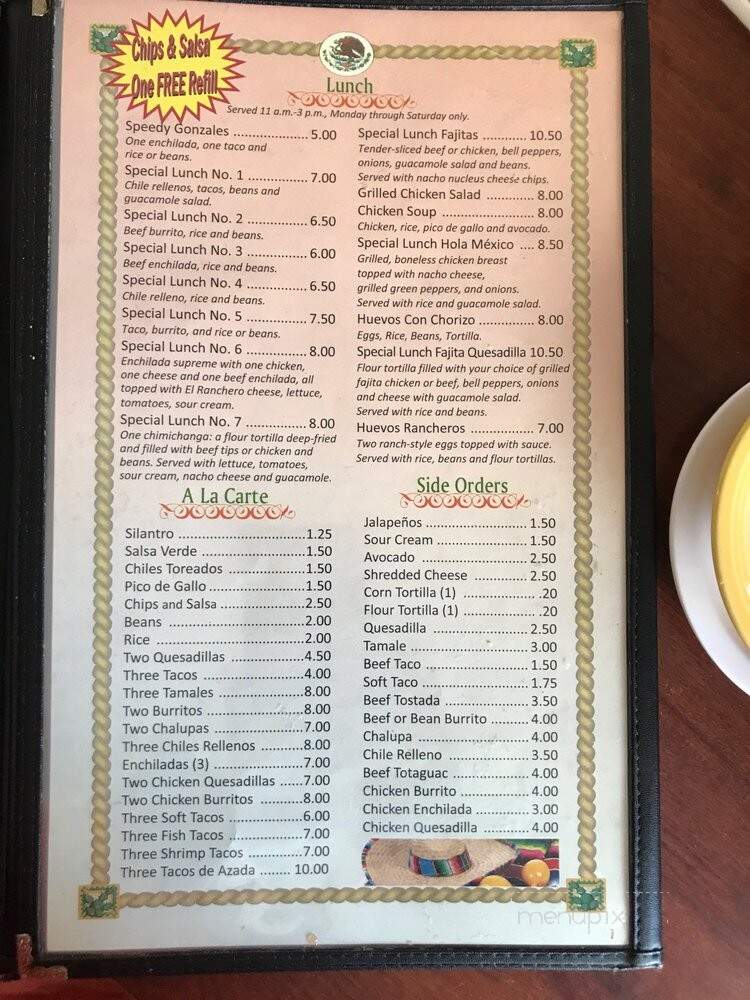 Chips & Salsa
One FREE Refill
Lunch
Served 11 a.m.-3 p.m., Monday through Saturday only.
Speedy Gonzales .................... 5.00
One enchilada, one taco and
rice or beans.
Special Lunch No. 1 ................ 7.00
Chile rellenos, tacos, beans and
guacamole salad.
Special Lunch No. 2 ................ 6.50
Beef burrito, rice and beans.
Special Lunch No. 3 ................ 6.00
Beef enchilada, rice and beans.
Special Lunch No. 4 ................ 6.50
Chile relleno, rice and beans.
Special Lunch No. 5 ................ 7.50
Taco, burrito, and rice or beans.
Special Lunch No. 6 ................ 8.00
Enchilada supreme with one chicken,
one cheese and one beef enchilada, all
topped with El Ranchero cheese, lettuce,
tomatoes, sour cream.
Special Lunch No. 7 ................ 8.00
One chimichanga: a flour tortilla deep-fried
and filled with beef tips or chicken and
beans. Served with lettuce, tomatoes,
sour cream, nacho cheese and guacamole.
Special Lunch Fajitas ............ 10.50
Tender-sliced beef or chicken, bell peppers,
onions, guacamole salad and beans.
Served with nacho nucleus cheese chips.
Grilled Chicken Salad ............. 8.00
Chicken Soup ....................... 8.00
Chicken, rice, pico de gallo and avocado.
Special Lunch Hola México .... 8.50
Grilled, boneless chicken breast
topped with nacho cheese,
grilled green peppers, and onions.
Served with rice and guacamole salad.
Huevos Con Chorizo ............... 8.00
Eggs, Rice, Beans, Tortilla.
Special Lunch Fajita Quesadilla 10.50
Flour tortilla filled with your choice of grilled
fajita chicken or beef, bell peppers, onions
and cheese with guacamole salad.
Served with rice and beans.
Huevos Rancheros ................. 7.00
Two ranch-style eggs topped with sauce.
Served with rice, beans and flour tortillas.
A La Carte
Silantro ................................1.25
Salsa Verde ..........................1.50
Chiles Toreados ....................1.50
Pico de Gallo ........................1.50
Chips and Salsa .....................2.50
Beans ...................................2.00
Rice ......................................2.00
Two Quesadillas ...................4.50
Three Tacos .........................4.00
Three Tamales ......................8.00
Two Burritos ........................8.00
Two Chalupas .......................7.00
Three Chiles Rellenos ..........8.00
Enchiladas (3) .......................7.00
Two Chicken Quesadillas ......7.00
Two Chicken Burritos ..........8.00
Three Soft Tacos ..................6.00
Three Fish Tacos ..................7.00
Three Shrimp Tacos .............7.00
Three Tacos de Azada ........ 10.00
Side Orders
Jalapeños ......................... 1.50
Sour Cream ...................... 1.50
Avocado ........................... 2.50
Shredded Cheese ............. 2.50
Corn Tortilla (1) .................. .20
Flour Tortilla (1) .................. .20
Quesadilla ........................ 2.50
Tamale .............................. 3.00
Beef Taco .......................... 1.50
Soft Taco ........................... 1.75
Beef Tostada ..................... 3.50
Beef or Bean Burrito ......... 4.00
Chalupa ............................ 4.00
Chile Relleno .................... 3.50
Beef Totaguac ................... 4.00
Chicken Burrito ................. 4.00
Chicken Enchilada ............. 3.00
Chicken Quesadilla ........... 4.00
menupix